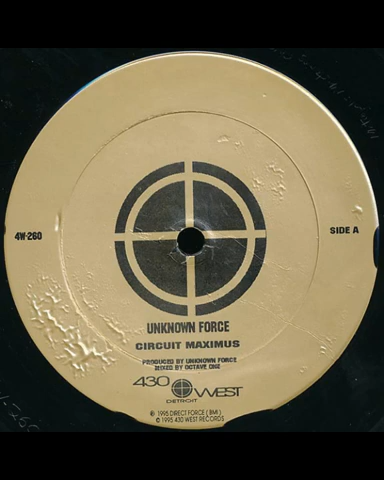 4W-260
SIDE A
UNKNOWN FORCE
CIRCUIT MAXIMUS
PRODUCED BY UNKNOWN FORCE
MIXED BY OCTAVE ONE
430 WEST
DETROIT
℗ 1995 DIRECT FORCE (BMI)
© 1995 430 WEST RECORDS